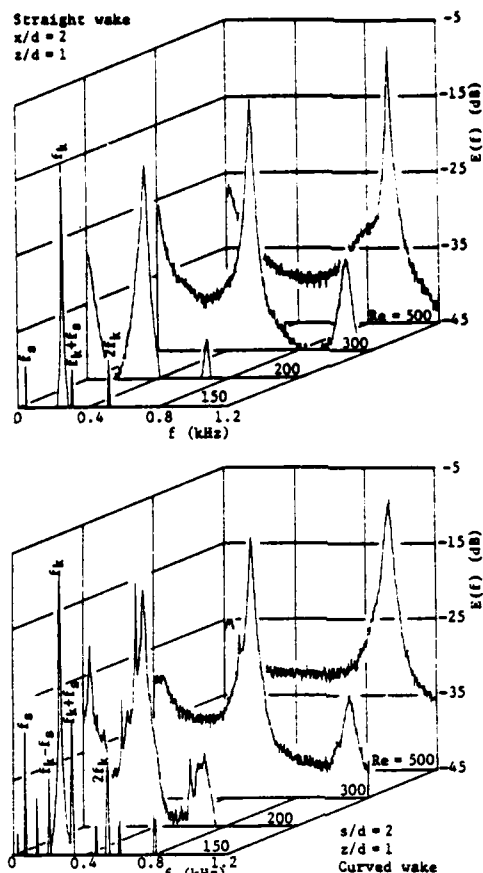 Straight wake
x/d = 2
z/d = 1
-5
-15
-25
-35
-45
E(f) (dB)
fk
fs
fk+fs
2fk
Re = 500
300
200
150
0
0.4
0.8
1.2
f (kHz)
-5
-15
-25
-35
-45
E(f) (dB)
fk
fs
fk-fs
fk+fs
2fk
Re = 500
300
200
150
0
0.4
0.8
1.2
f (kHz)
s/d = 2
z/d = 1
Curved wake